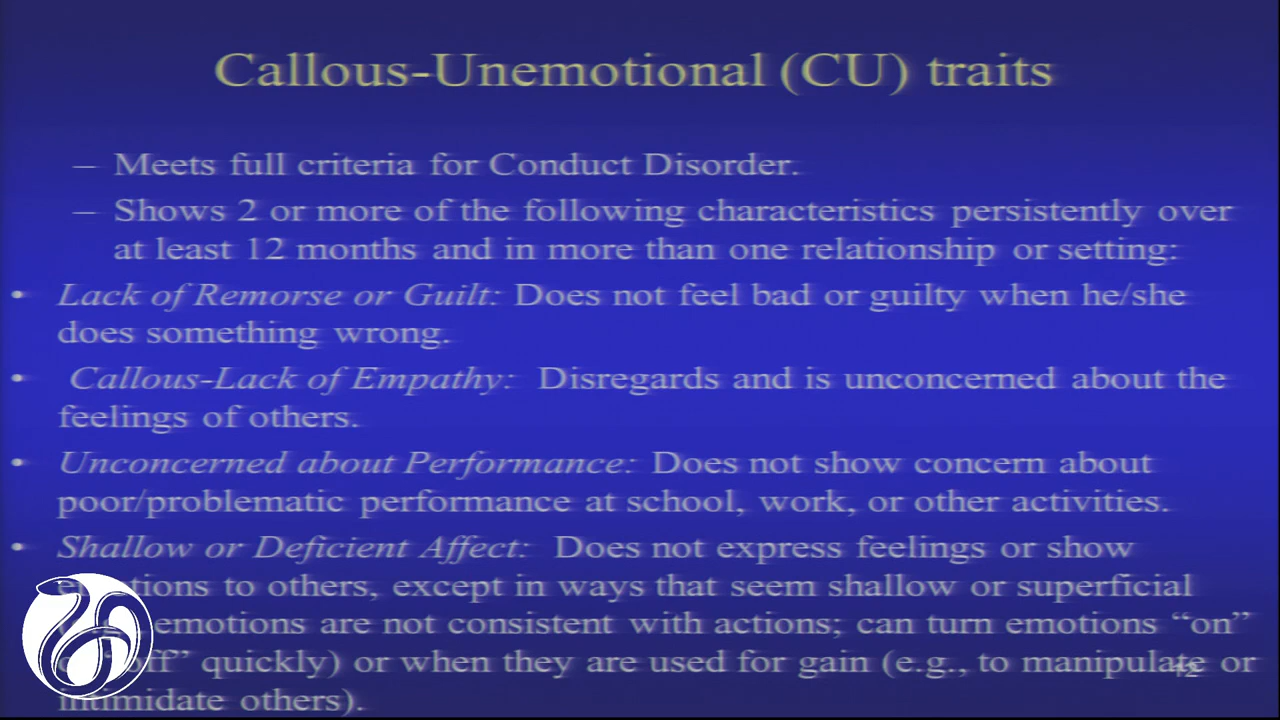 Callous-Unemotional (CU) traits
– Meets full criteria for Conduct Disorder.
– Shows 2 or more of the following characteristics persistently over
at least 12 months and in more than one relationship or setting:
• Lack of Remorse or Guilt: Does not feel bad or guilty when he/she
does something wrong.
• Callous-Lack of Empathy: Disregards and is unconcerned about the
feelings of others.
• Unconcerned about Performance: Does not show concern about
poor/problematic performance at school, work, or other activities.
• Shallow or Deficient Affect: Does not express feelings or show
emotions to others, except in ways that seem shallow or superficial
emotions are not consistent with actions; can turn emotions “on”
“off” quickly) or when they are used for gain (e.g., to manipulate or
intimidate others).
12